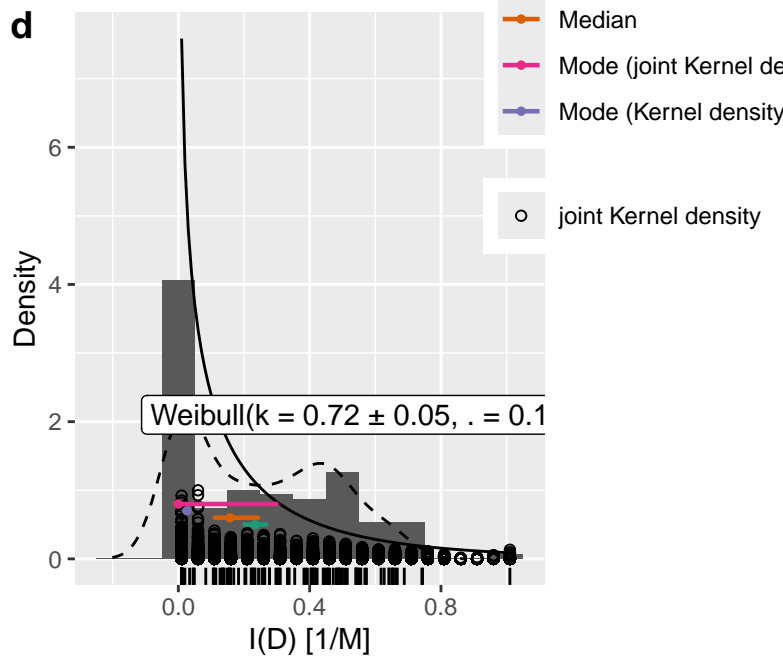 d
Median
Mode (joint Kernel de
Mode (Kernel density
joint Kernel density
Density
6
4
2
0
Weibull(k = 0.72 ± 0.05, . = 0.1
0.0 0.4 0.8
I(D) [1/M]